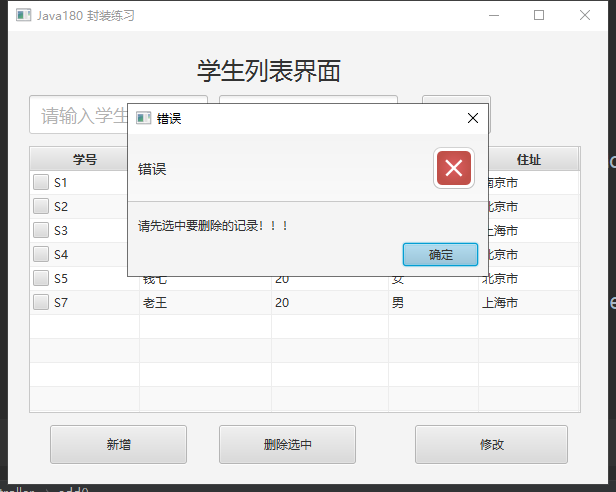 Java180 封装练习
学生列表界面
请输入学生
错误
错误
请先选中要删除的记录！！！
确定
学号 住址
S1 南京市
S2 北京市
S3 上海市
S4 北京市
S5 钱七 20 女 北京市
S7 老王 20 男 上海市
新增 删除选中 修改